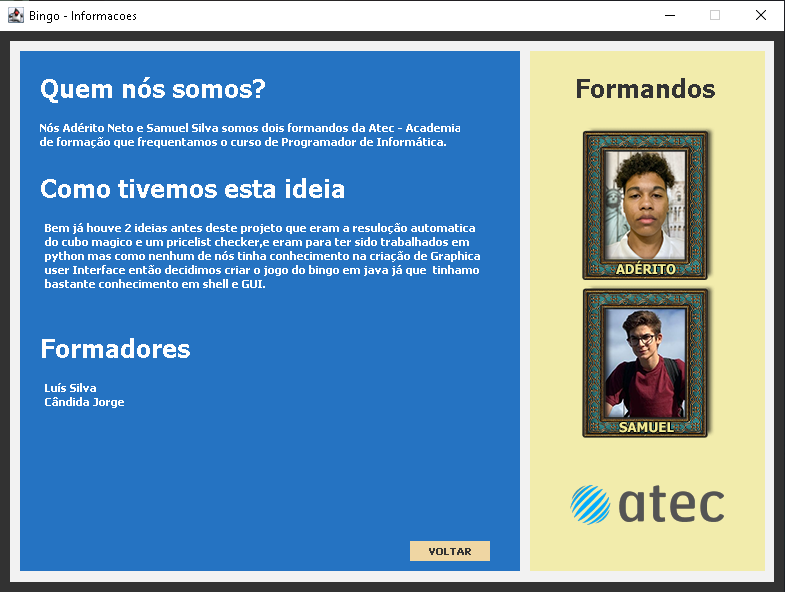 Bingo - Informacoes
Quem nós somos?
Nós Adérito Neto e Samuel Silva somos dois formandos da Atec - Academia
de formação que frequentamos o curso de Programador de Informática.
Como tivemos esta ideia
Bem já houve 2 ideias antes deste projeto que eram a resuloção automatica
do cubo magico e um pricelist checker,e eram para ter sido trabalhados em
python mas como nenhum de nós tinha conhecimento na criação de Graphica
user Interface então decidimos criar o jogo do bingo em java já que tinhamo
bastante conhecimento em shell e GUI.
Formadores
Luís Silva
Cândida Jorge
VOLTAR
Formandos
ADÉRITO
SAMUEL
atec